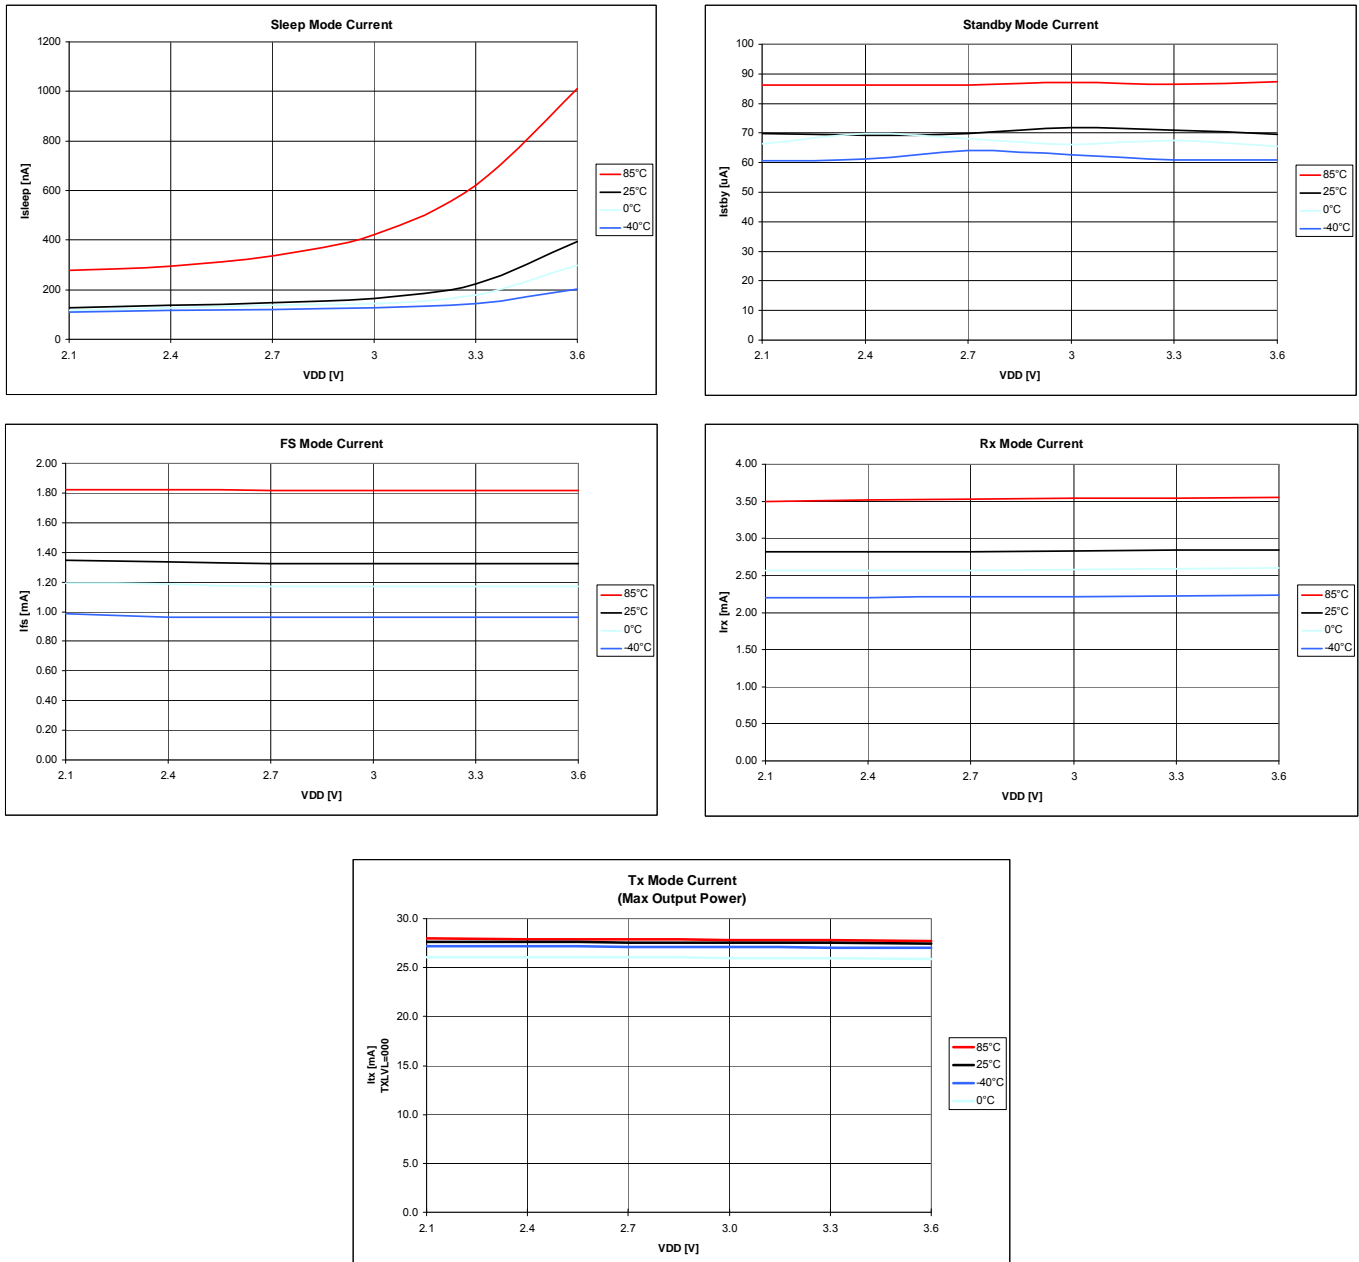 Sleep Mode Current
1200
1000
800
600
400
200
0
Isleep [nA]
2.1 2.4 2.7 3 3.3 3.6
VDD [V]
85°C
25°C
0°C
-40°C
Standby Mode Current
100
90
80
70
60
50
40
30
20
10
0
Istby [uA]
2.1 2.4 2.7 3 3.3 3.6
VDD [V]
85°C
25°C
0°C
-40°C
FS Mode Current
2.00
1.80
1.60
1.40
1.20
1.00
0.80
0.60
0.40
0.20
0.00
Ifs [mA]
2.1 2.4 2.7 3 3.3 3.6
VDD [V]
85°C
25°C
0°C
-40°C
Rx Mode Current
4.00
3.50
3.00
2.50
2.00
1.50
1.00
0.50
0.00
Irx [mA]
2.1 2.4 2.7 3 3.3 3.6
VDD [V]
85°C
25°C
0°C
-40°C
Tx Mode Current
(Max Output Power)
30.0
25.0
20.0
15.0
10.0
5.0
0.0
Itx [mA]
TXLVL=000
2.1 2.4 2.7 3.0 3.3 3.6
VDD [V]
85°C
25°C
-40°C
0°C